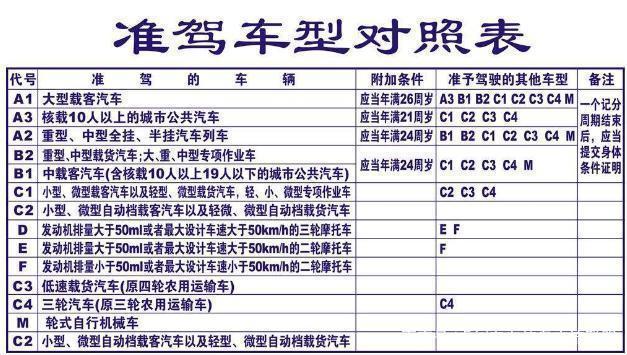 准驾车型对照表
代号 准 驾 的 车 辆 附加条件 准予驾驶的其他车型 备注
A1 大型载客汽车 应当年满26周岁 A3 B1 B2 C1 C2 C3 C4 M
A3 核载10人以上的城市公共汽车 应当年满21周岁 C1 C2 C3 C4
A2 重型、中型全挂、半挂汽车列车 应当年满24周岁 B1 B2 C1 C2 C3 C4 M
B2 重型、中型载货汽车;大、重、中型专项作业车
B1 中载客汽车(含核载10人以上19人以下的城市公共汽车)
应当年满24周岁 C1 C2 C3 C4 M
一个记分
周期结束
后,应当
提交身体
条件证明
C1 小型、微型载客汽车以及轻型、微型载货汽车,轻、小、微型专项作业车 C2 C3 C4
C2 小型、微型自动档载客汽车以及轻微、微型自动档载货汽车
D 发动机排量大于50ml或者最大设计车速大于50km/h的三轮摩托车 E F
E 发动机排量大于50ml或者最大设计车速大于50km/h的二轮摩托车 F
F 发动机排量小于50ml或者最大设计车速小于50km/h的二轮摩托车
C3 低速载货汽车(原四轮农用运输车)
C4 三轮汽车(原三轮农用运输车) C4
M 轮式自行机械车
C2 小型、微型自动档载客汽车以及轻型、微型自动档载货汽车